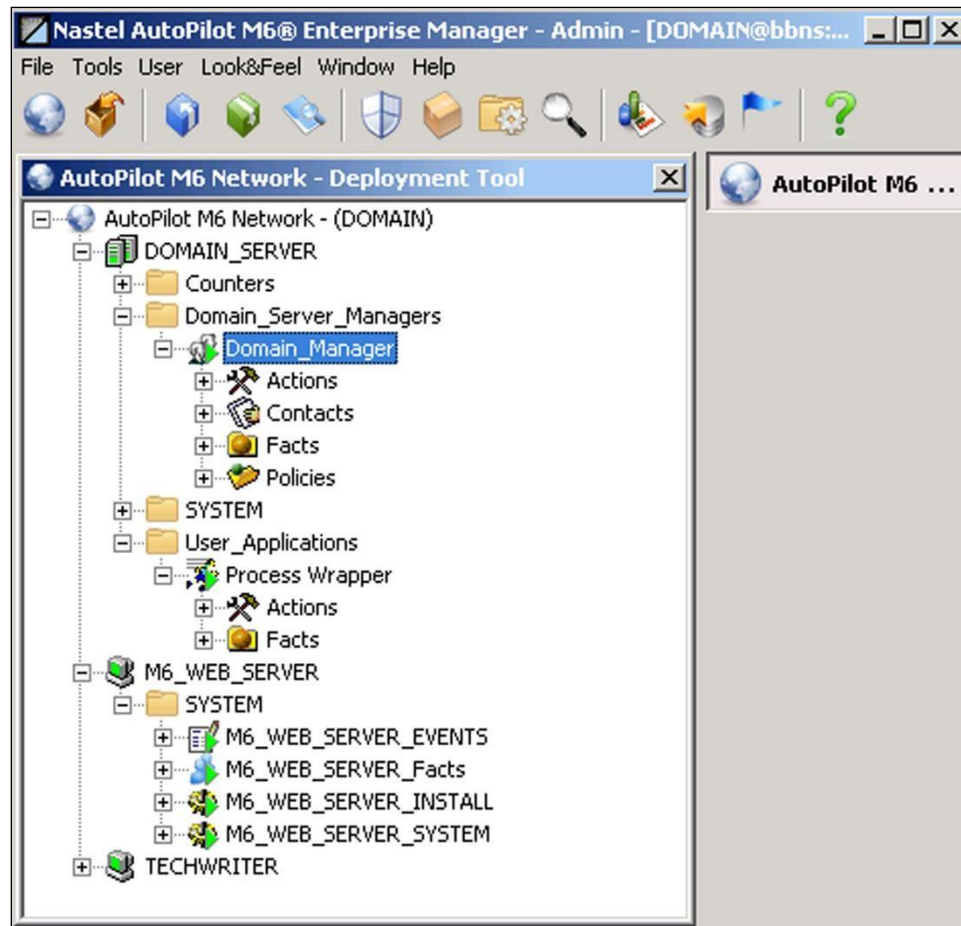 Nastel AutoPilot M6® Enterprise Manager - Admin - [DOMAIN@bbns:...
File Tools User Look&Feel Window Help
AutoPilot M6 Network - Deployment Tool
AutoPilot M6 ...
AutoPilot M6 Network - (DOMAIN)
DOMAIN_SERVER
Counters
Domain_Server_Managers
Domain_Manager
Actions
Contacts
Facts
Policies
SYSTEM
User_Applications
Process Wrapper
Actions
Facts
M6_WEB_SERVER
SYSTEM
M6_WEB_SERVER_EVENTS
M6_WEB_SERVER_Facts
M6_WEB_SERVER_INSTALL
M6_WEB_SERVER_SYSTEM
TECHWRITER